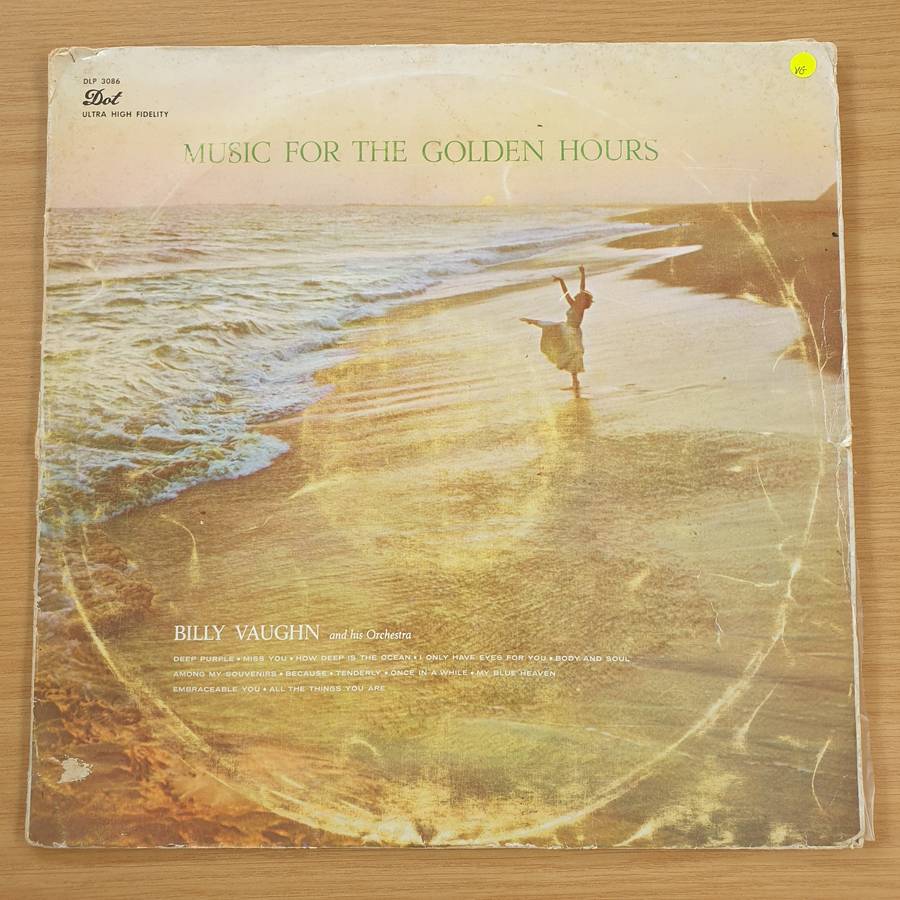 DLP 3086
Dot
ULTRA HIGH FIDELITY
VG
MUSIC FOR THE GOLDEN HOURS
BILLY VAUGHN and his Orchestra
DEEP PURPLE • MISS YOU • HOW DEEP IS THE OCEAN • I ONLY HAVE EYES FOR YOU • BODY AND SOUL
AMONG MY SOUVENIRS • BECAUSE • TENDERLY • ONCE IN A WHILE • MY BLUE HEAVEN
EMBRACEABLE YOU • ALL THE THINGS YOU ARE